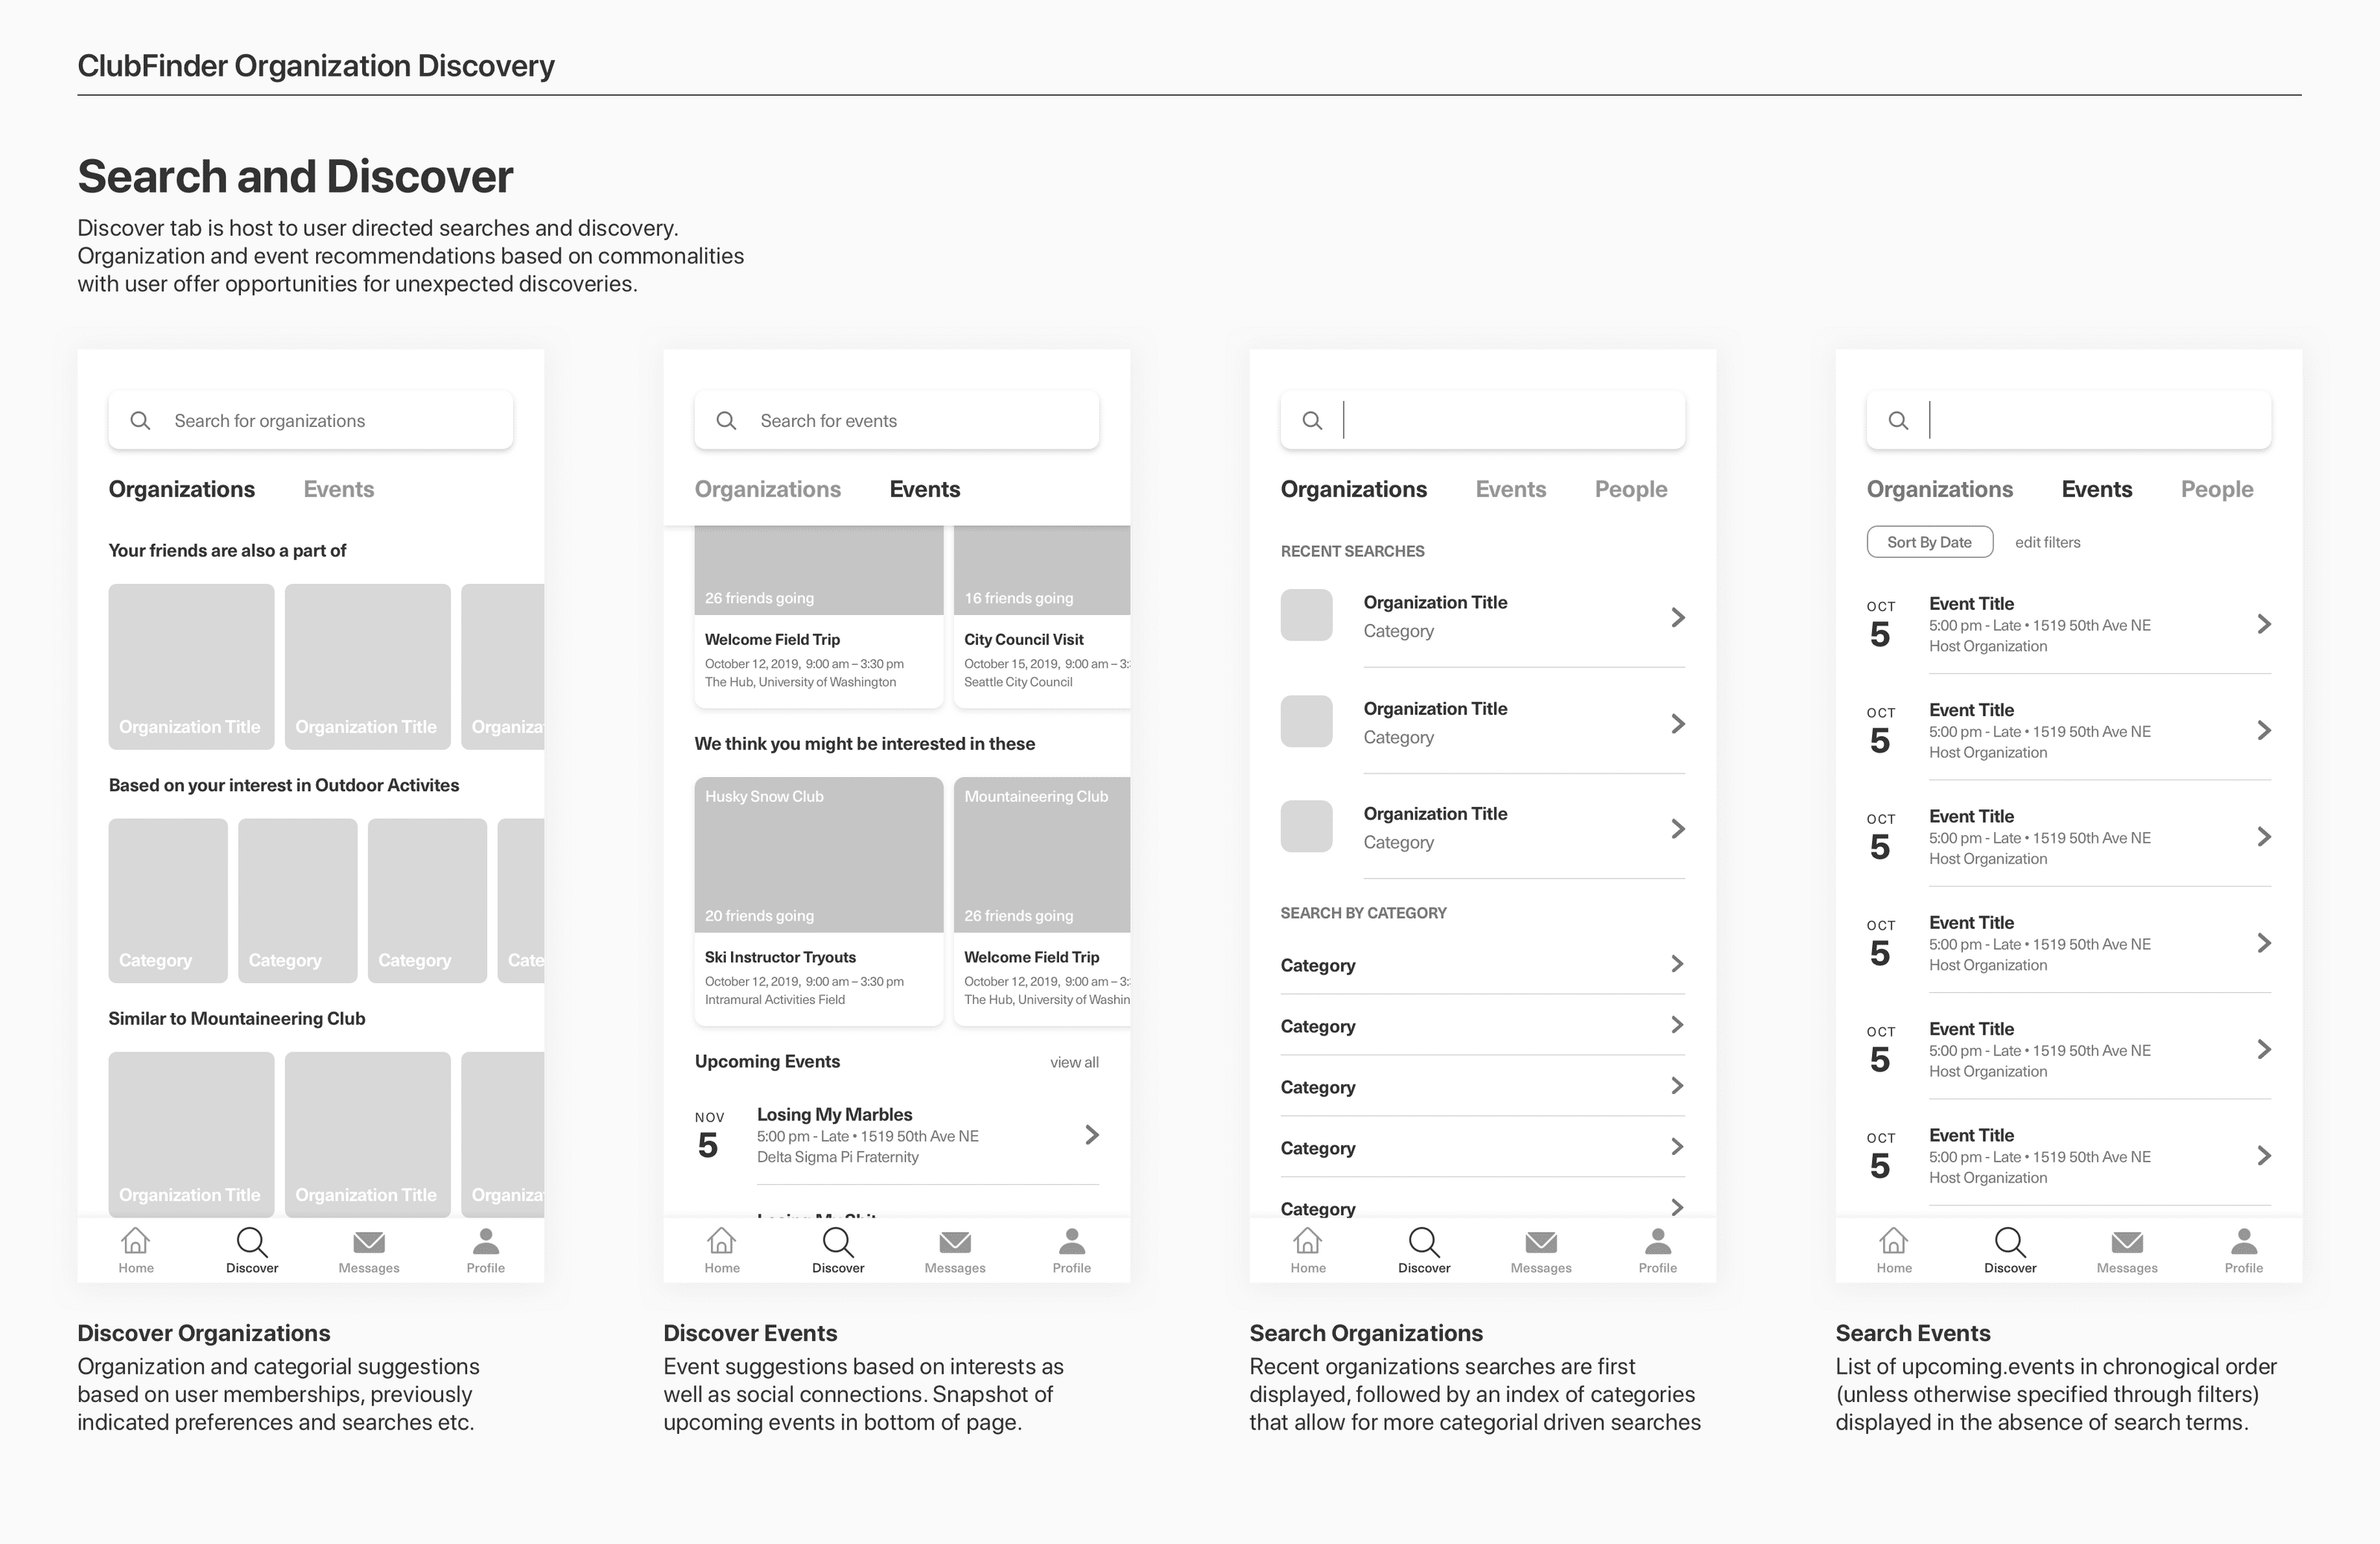 ClubFinder Organization Discovery
Search and Discover
Discover tab is host to user directed searches and discovery.
Organization and event recommendations based on commonalities
with user offer opportunities for unexpected discoveries.
Search for organizations
Organizations Events
Your friends are also a part of
Organization Title Organization Title Organizat
Based on your interest in Outdoor Activites
Category Category Category Cate
Similar to Mountaineering Club
Organization Title Organization Title Organizat
Home Discover Messages Profile
Discover Organizations
Organization and categorial suggestions
based on user memberships, previously
indicated preferences and searches etc.
Search for events
Organizations Events
26 friends going 16 friends going
Welcome Field Trip City Council Visit
October 12, 2019, 9:00 am – 3:30 pm October 15, 2019, 9:00 am – 3:
The Hub, University of Washington Seattle City Council
We think you might be interested in these
Husky Snow Club Mountaineering Club
20 friends going 26 friends going
Ski Instructor Tryouts Welcome Field Trip
October 12, 2019, 9:00 am – 3:30 pm October 12, 2019, 9:00 am – 3:
Intramural Activities Field The Hub, University of Washin
Upcoming Events view all
NOV
5
Losing My Marbles
5:00 pm - Late • 1519 50th Ave NE
Delta Sigma Pi Fraternity
Losing My Shit
Home Discover Messages Profile
Discover Events
Event suggestions based on interests as
well as social connections. Snapshot of
upcoming events in bottom of page.
Organizations Events People
RECENT SEARCHES
Organization Title
Category
Organization Title
Category
Organization Title
Category
SEARCH BY CATEGORY
Category
Category
Category
Category
Category
Home Discover Messages Profile
Search Organizations
Recent organizations searches are first
displayed, followed by an index of categories
that allow for more categorial driven searches
Organizations Events People
Sort By Date edit filters
OCT
5
Event Title
5:00 pm - Late • 1519 50th Ave NE
Host Organization
OCT
5
Event Title
5:00 pm - Late • 1519 50th Ave NE
Host Organization
OCT
5
Event Title
5:00 pm - Late • 1519 50th Ave NE
Host Organization
OCT
5
Event Title
5:00 pm - Late • 1519 50th Ave NE
Host Organization
OCT
5
Event Title
5:00 pm - Late • 1519 50th Ave NE
Host Organization
OCT
5
Event Title
5:00 pm - Late • 1519 50th Ave NE
Host Organization
Home Discover Messages Profile
Search Events
List of upcoming.events in chronogical order
(unless otherwise specified through filters)
displayed in the absence of search terms.